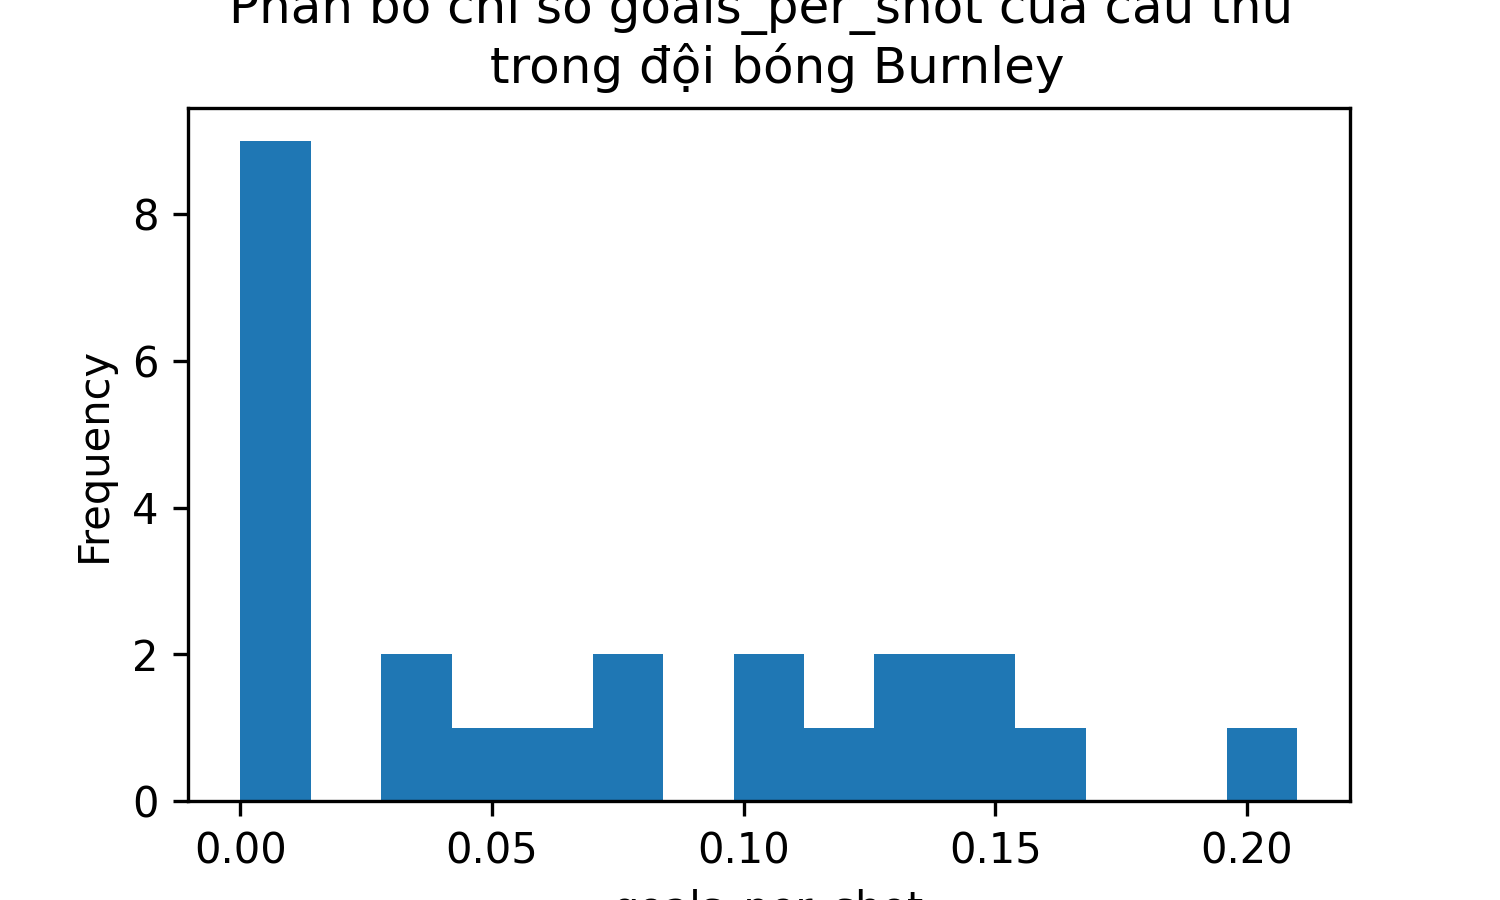 Phân bố chỉ số goals_per_shot của cầu thủ
trong đội bóng Burnley
Frequency
8
6
4
2
0
0.00 0.05 0.10 0.15 0.20
goals_per_shot